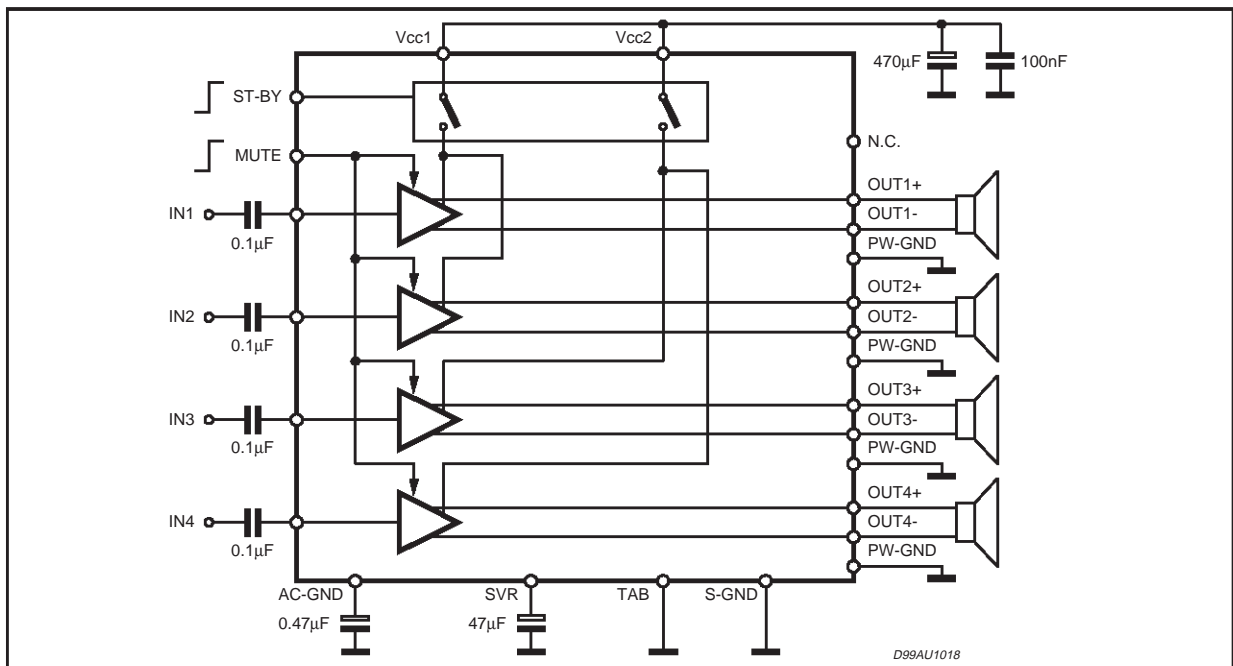 Vcc1
Vcc2
470µF
100nF
ST-BY
N.C.
MUTE
OUT1+
IN1
OUT1-
0.1µF
PW-GND
OUT2+
IN2
OUT2-
0.1µF
PW-GND
OUT3+
IN3
OUT3-
0.1µF
PW-GND
OUT4+
IN4
OUT4-
0.1µF
PW-GND
AC-GND
SVR
TAB
S-GND
0.47µF
47µF
D99AU1018